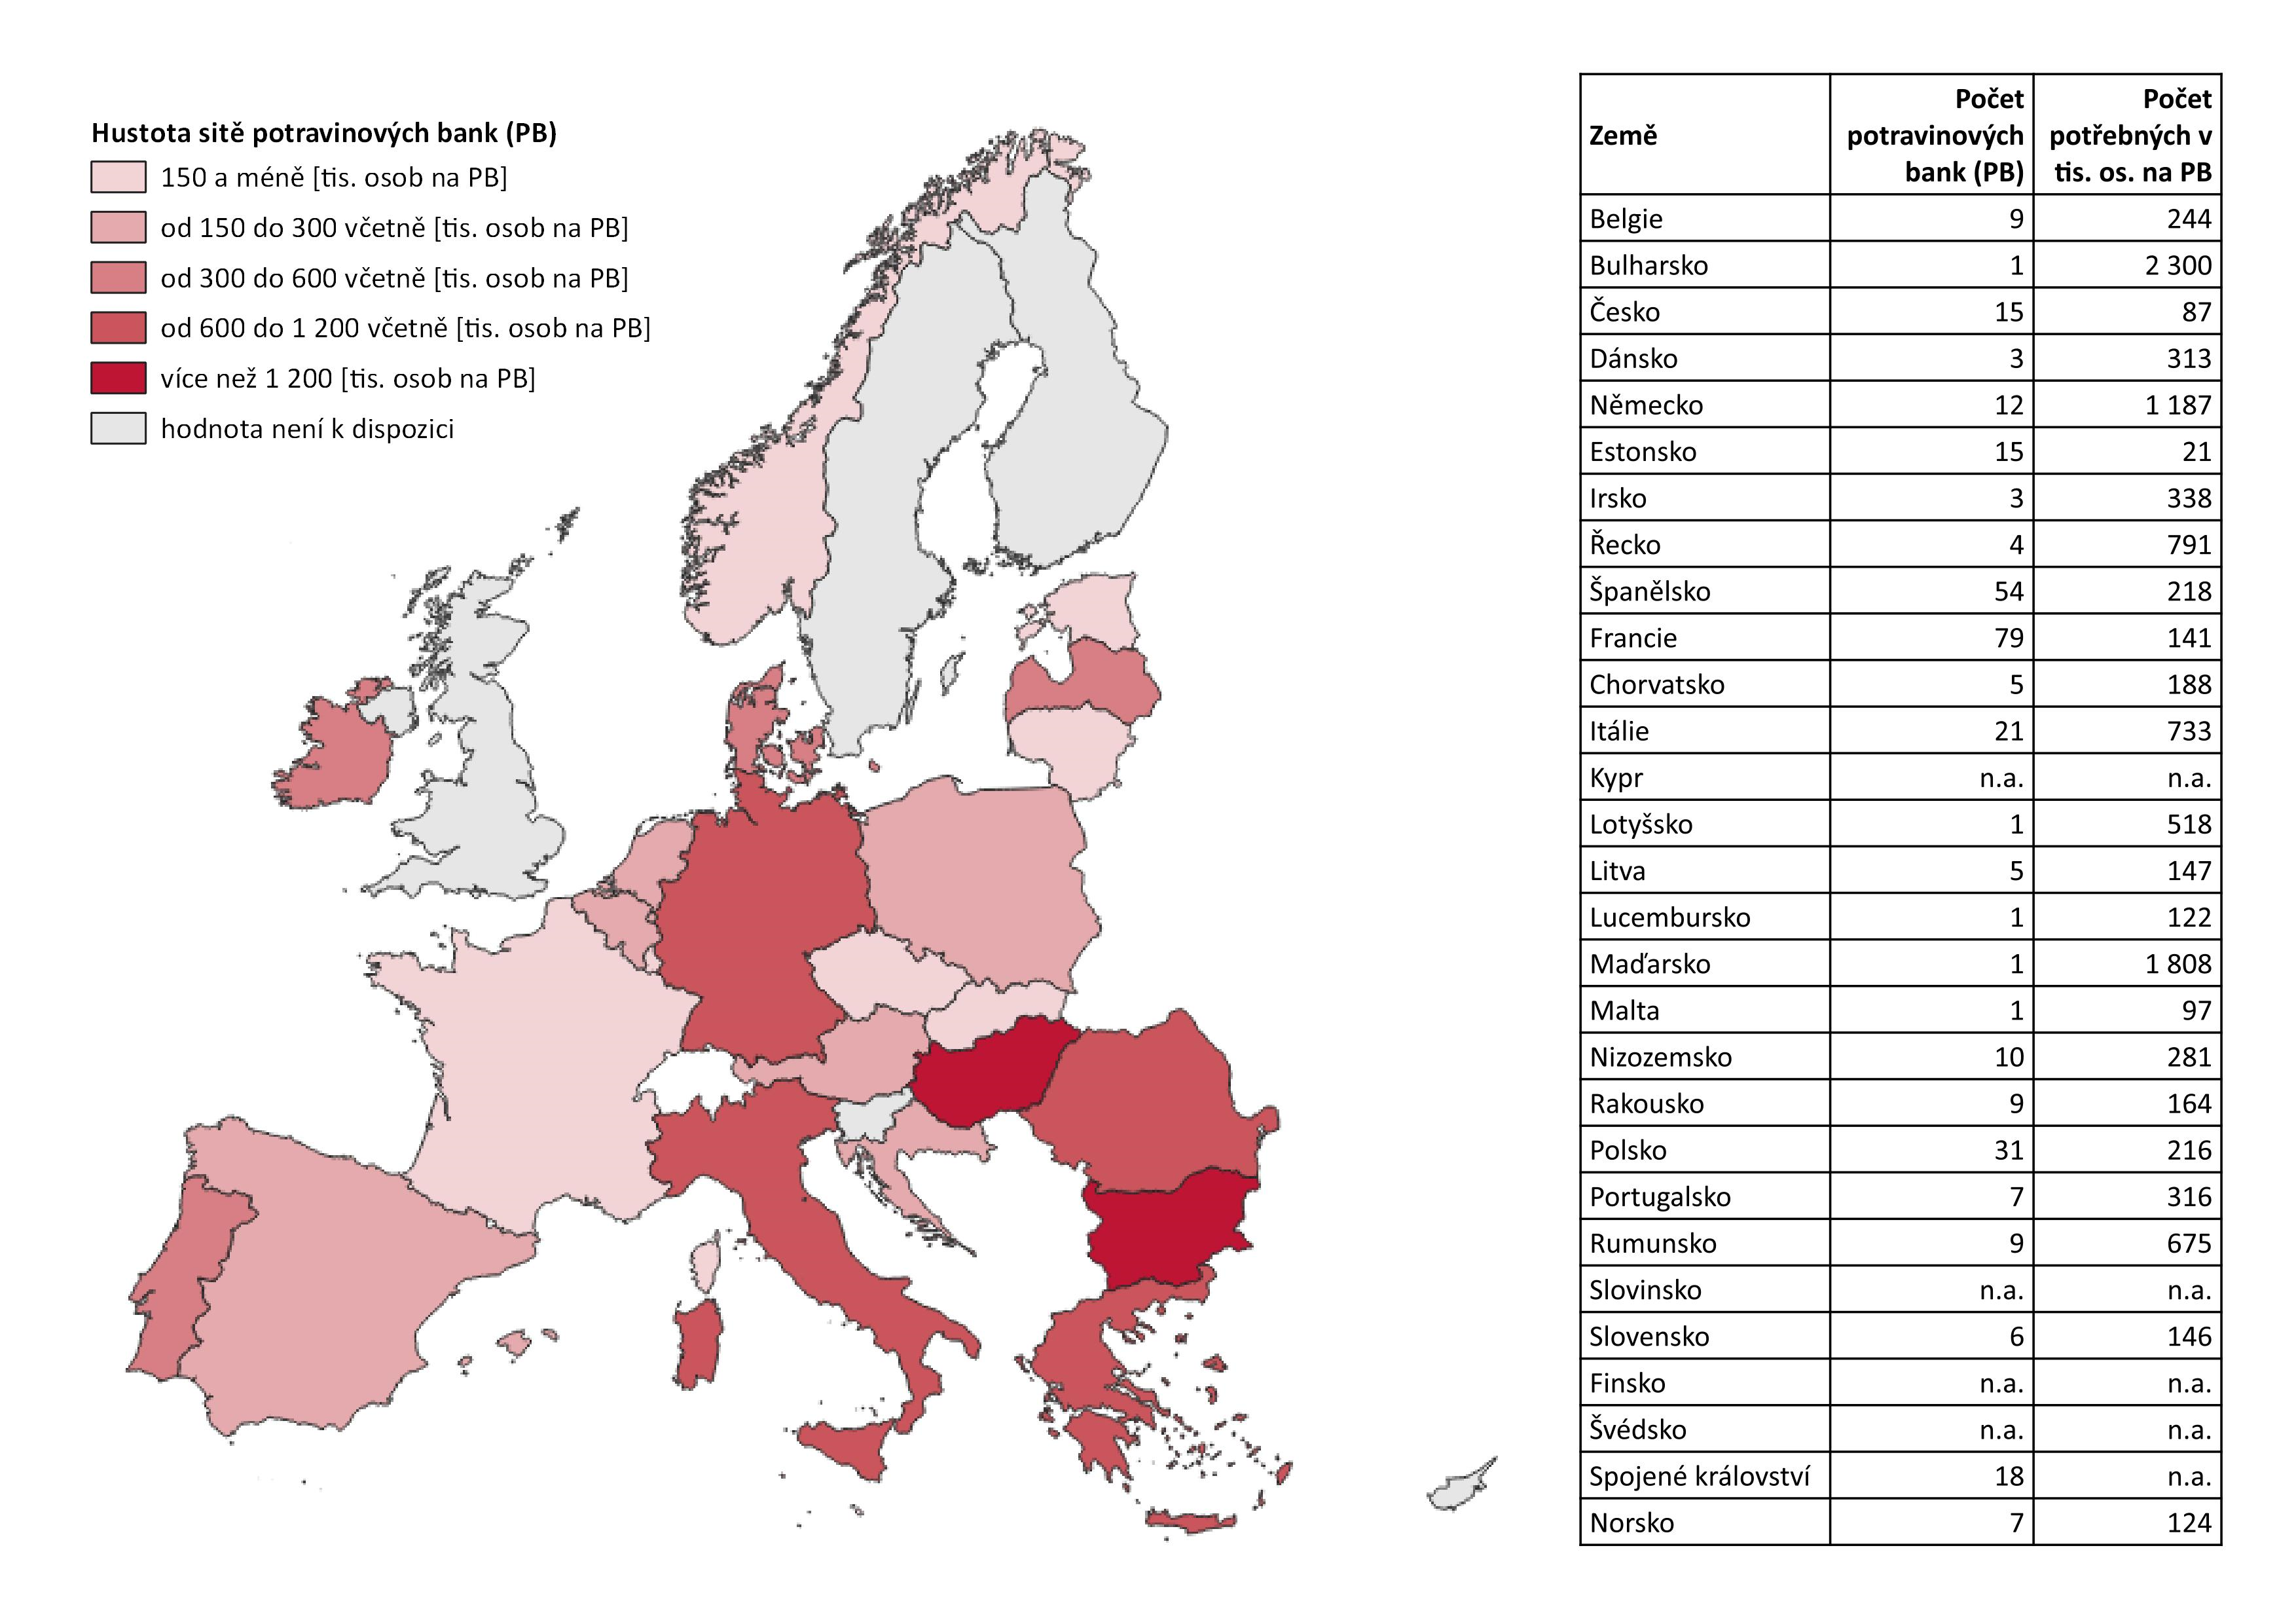 Hustota sitě potravinových bank (PB)
150 a méně [tis. osob na PB]
od 150 do 300 včetně [tis. osob na PB]
od 300 do 600 včetně [tis. osob na PB]
od 600 do 1 200 včetně [tis. osob na PB]
více než 1 200 [tis. osob na PB]
hodnota není k dispozici
Země Počet potravinových bank (PB) Počet potřebných v tis. os. na PB
Belgie 9 244
Bulharsko 1 2 300
Česko 15 87
Dánsko 3 313
Německo 12 1 187
Estonsko 15 21
Irsko 3 338
Řecko 4 791
Španělsko 54 218
Francie 79 141
Chorvatsko 5 188
Itálie 21 733
Kypr n.a. n.a.
Lotyšsko 1 518
Litva 5 147
Lucembursko 1 122
Maďarsko 1 1 808
Malta 1 97
Nizozemsko 10 281
Rakousko 9 164
Polsko 31 216
Portugalsko 7 316
Rumunsko 9 675
Slovinsko n.a. n.a.
Slovensko 6 146
Finsko n.a. n.a.
Švédsko n.a. n.a.
Spojené království 18 n.a.
Norsko 7 124